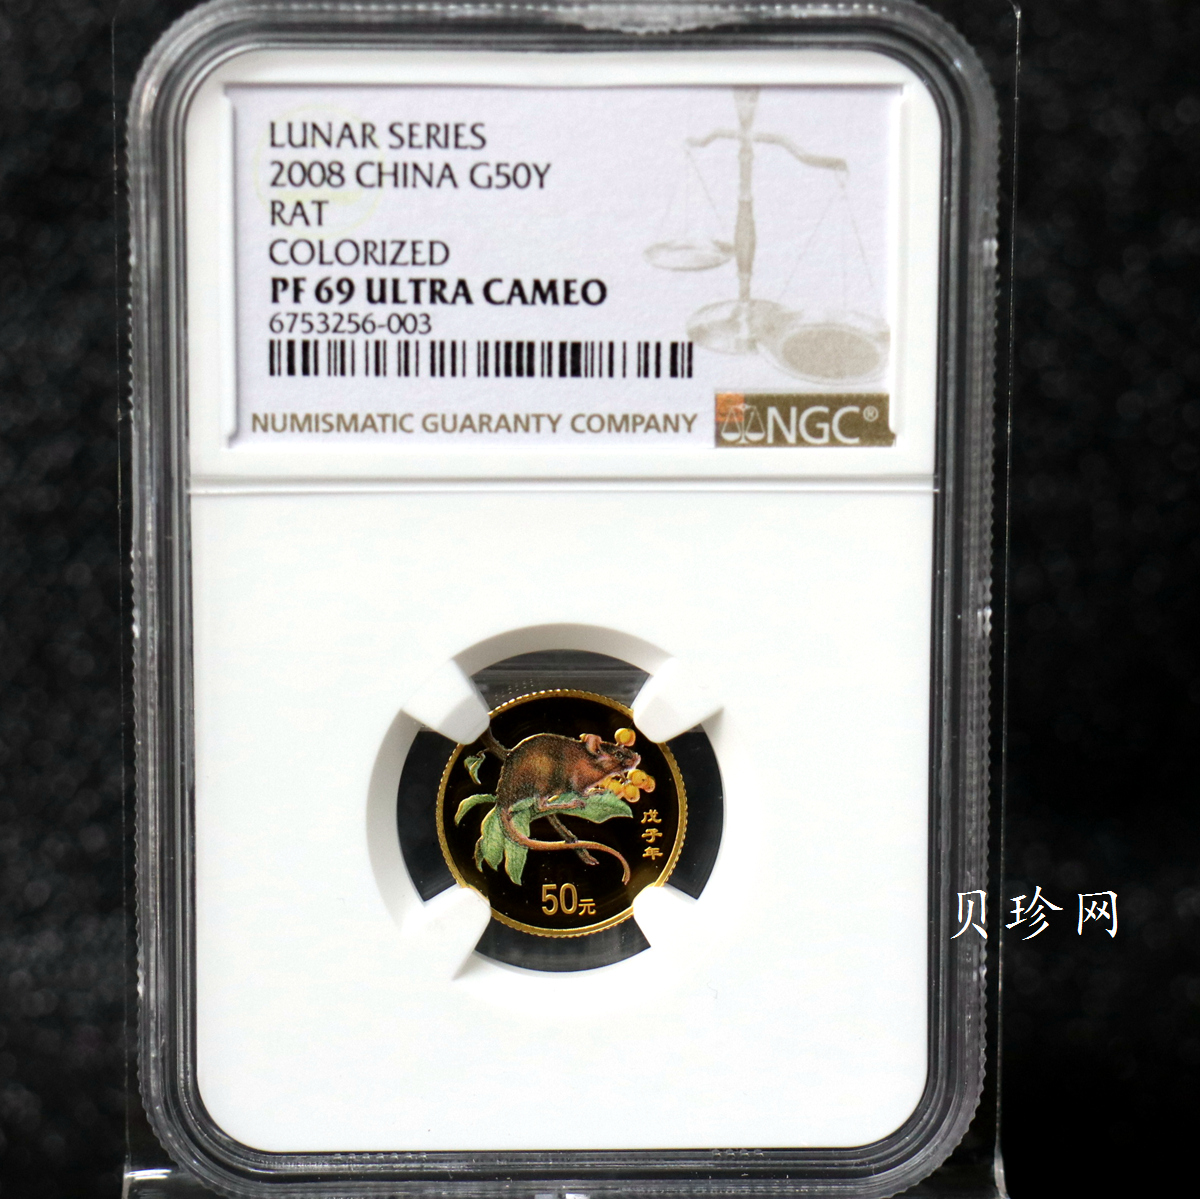 LUNAR SERIES
2008 CHINA G50Y
RAT
COLORIZED
PF 69 ULTRA CAMEO
6753256-003
NUMISMATIC GUARANTY COMPANY
NGC®
戊子年
50元
贝珍网